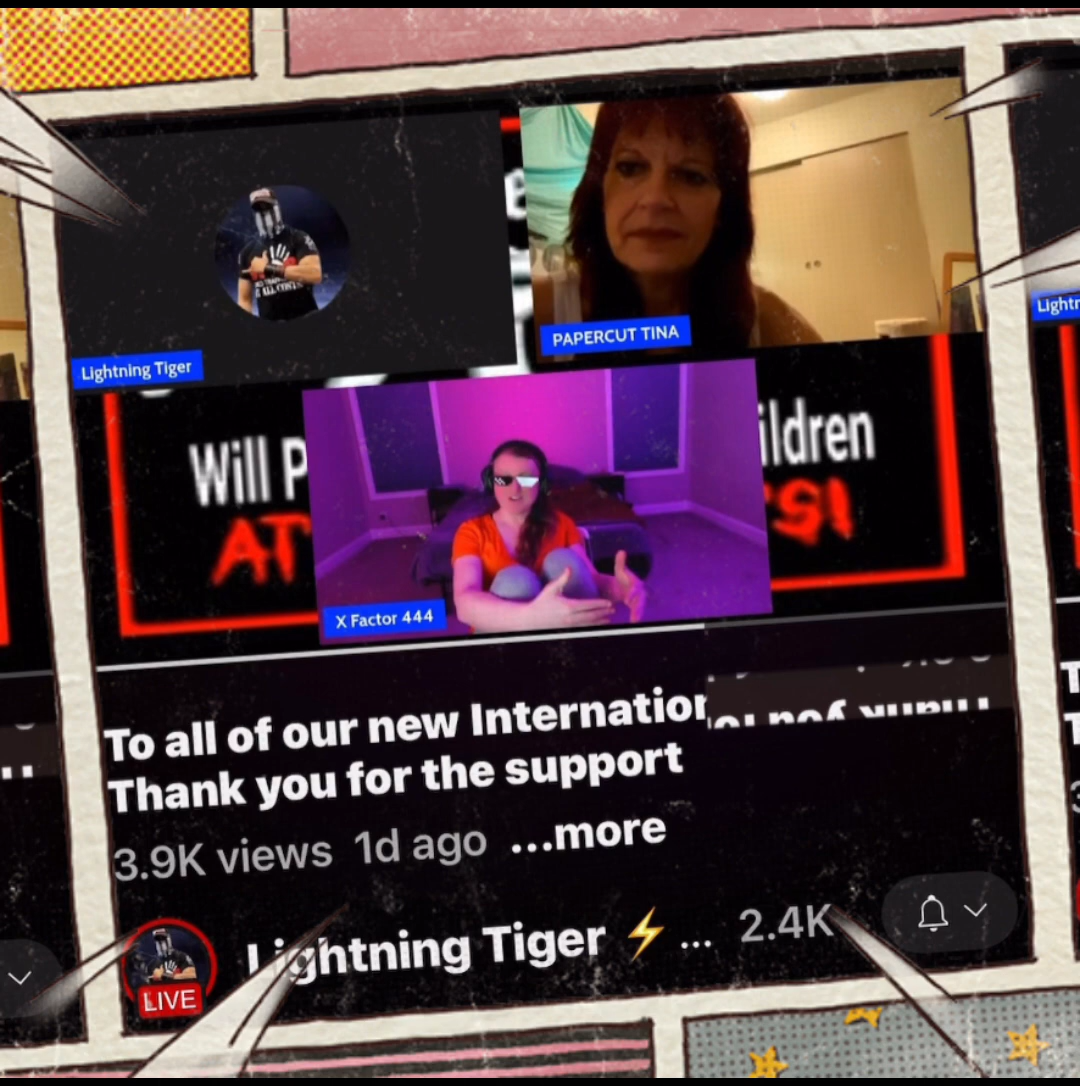 PAPERCUT TINA
Lightning Tiger
Lightn
Will P
ildren
AT
S!
X Factor 444
To all of our new Internation
Thank you for the support
3.9K views 1d ago ...more
Lightning Tiger ⚡ ... 2.4K
LIVE